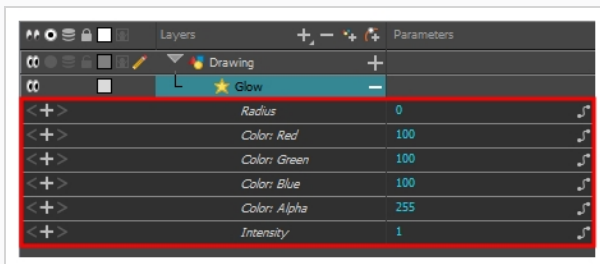 Layers Parameters
Drawing
Glow
Radius 0
Color: Red 100
Color: Green 100
Color: Blue 100
Color: Alpha 255
Intensity 1